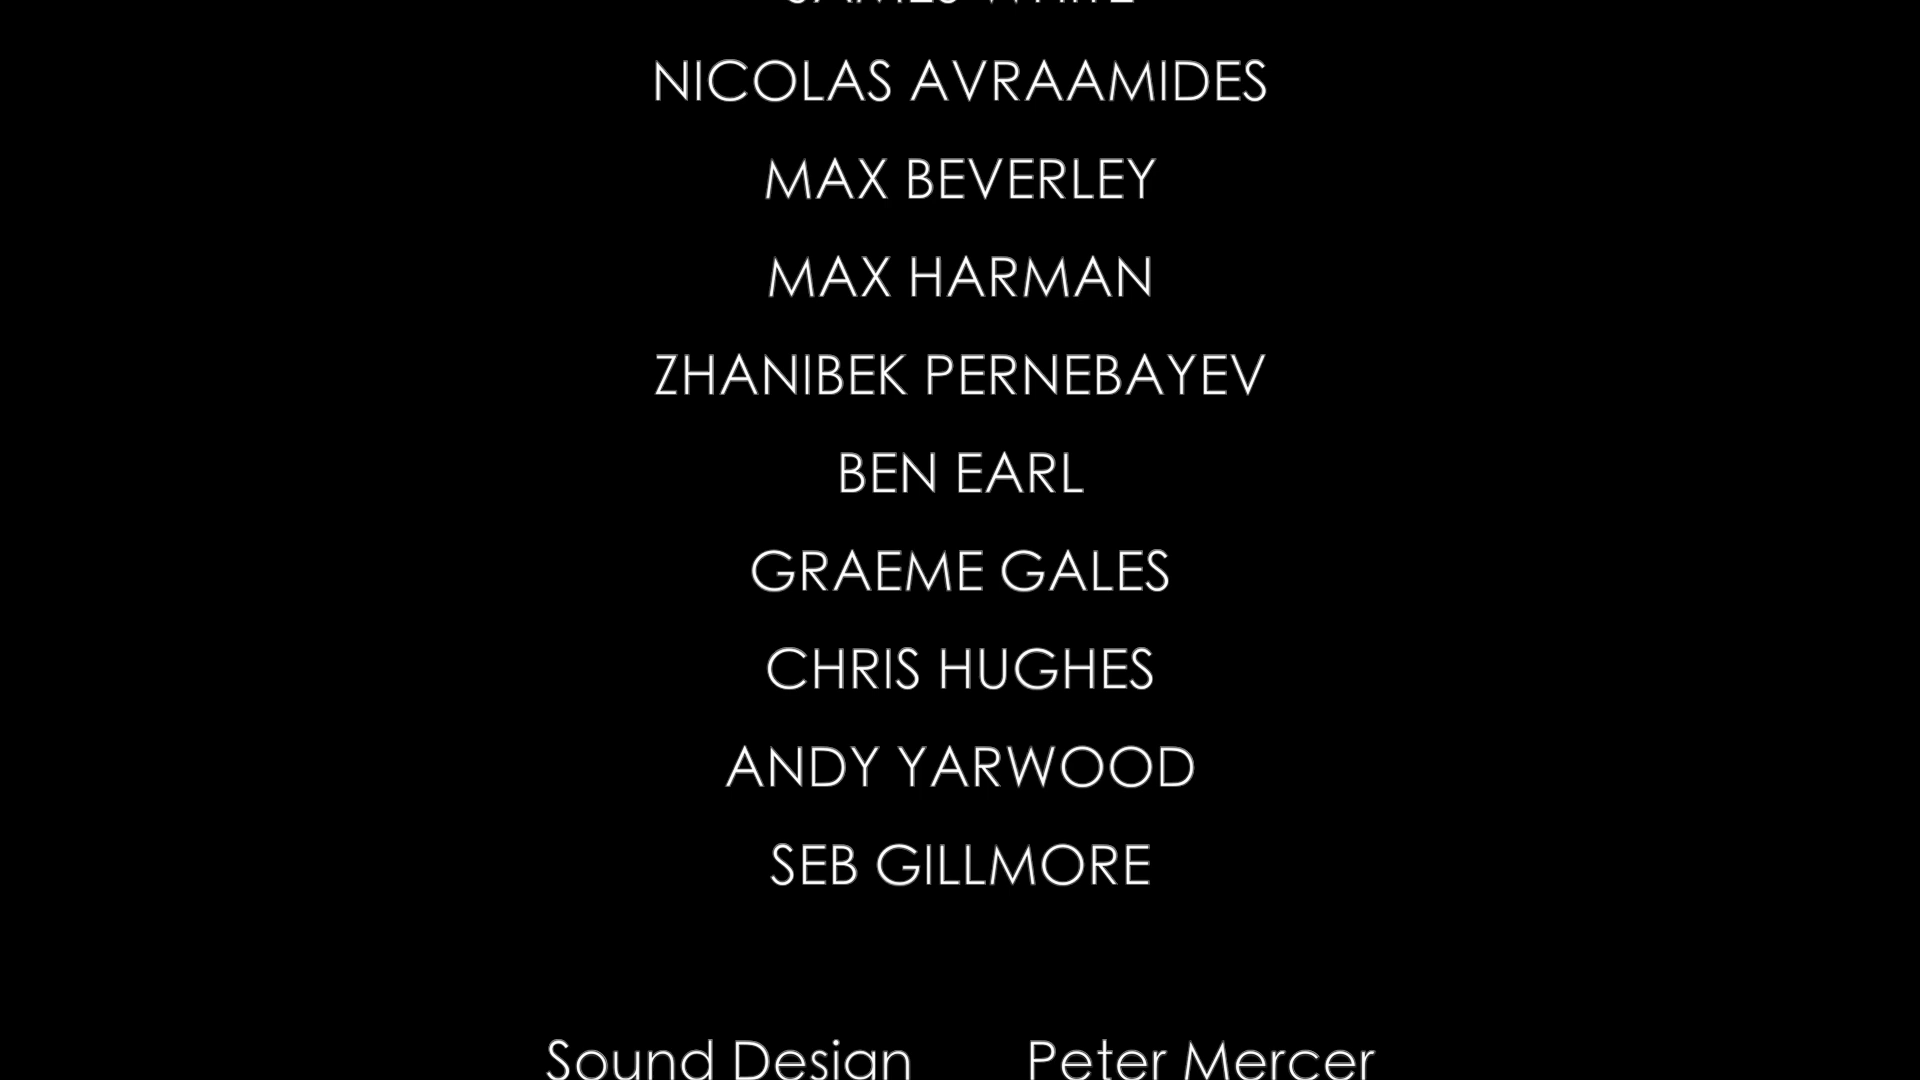 NICOLAS AVRAAMIDES
MAX BEVERLEY
MAX HARMAN
ZHANIBEK PERNEBAYEV
BEN EARL
GRAEME GALES
CHRIS HUGHES
ANDY YARWOOD
SEB GILLMORE
Sound Design Peter Mercer